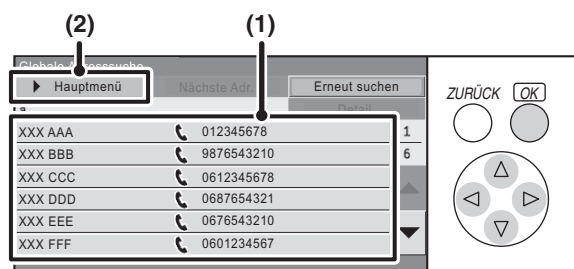 (2) (1)
Globale Adresssuche
Hauptmenü Nächste Adr. Erneut suchen
a Detail
XXX AAA 012345678 1
XXX BBB 9876543210 6
XXX CCC 0612345678
XXX DDD 0687654321
XXX EEE 0676543210
XXX FFF 0601234567
ZURÜCK OK